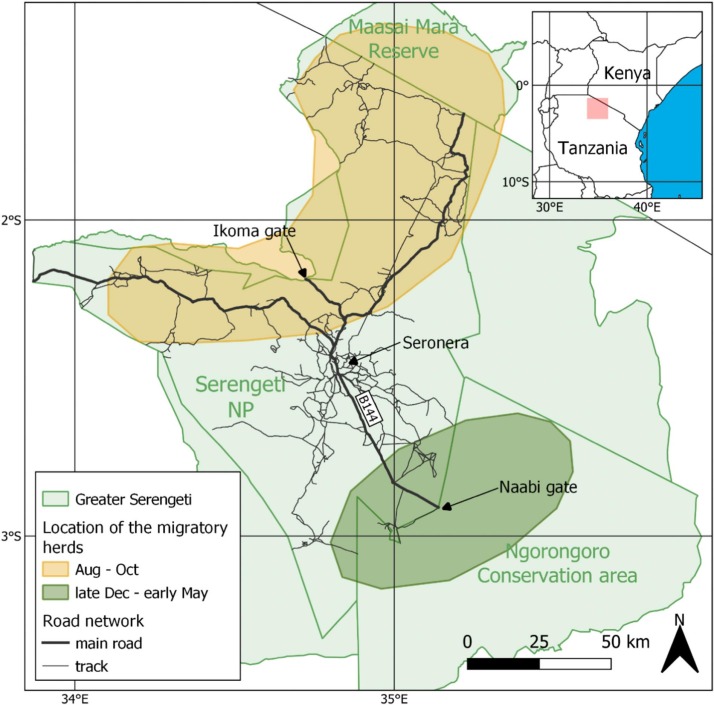 Maasai Mara
Reserve
Kenya
Tanzania
0°
10°S
30°E
40°E
2°S
Ikoma gate
Seronera
Serengeti
NP
B144
Naabi gate
Ngorongoro
Conservation area
3°S
Greater Serengeti
Location of the migratory
herds
Aug - Oct
late Dec - early May
Road network
main road
track
0 25 50 km
N
34°E
35°E